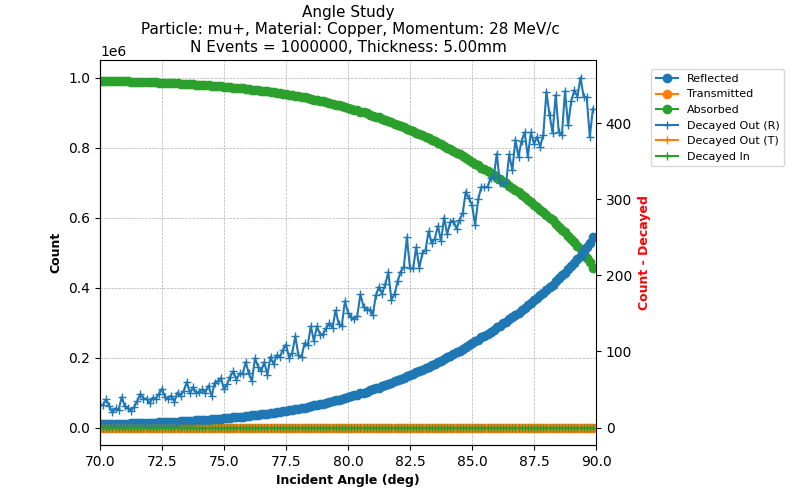 Angle Study
Particle: mu+, Material: Copper, Momentum: 28 MeV/c
N Events = 1000000, Thickness: 5.00mm
1e6
1.0
0.8
0.6
0.4
0.2
0.0
Count
70.0 72.5 75.0 77.5 80.0 82.5 85.0 87.5 90.0
Incident Angle (deg)
400
300
200
100
0
Count - Decayed
Reflected
Transmitted
Absorbed
Decayed Out (R)
Decayed Out (T)
Decayed In